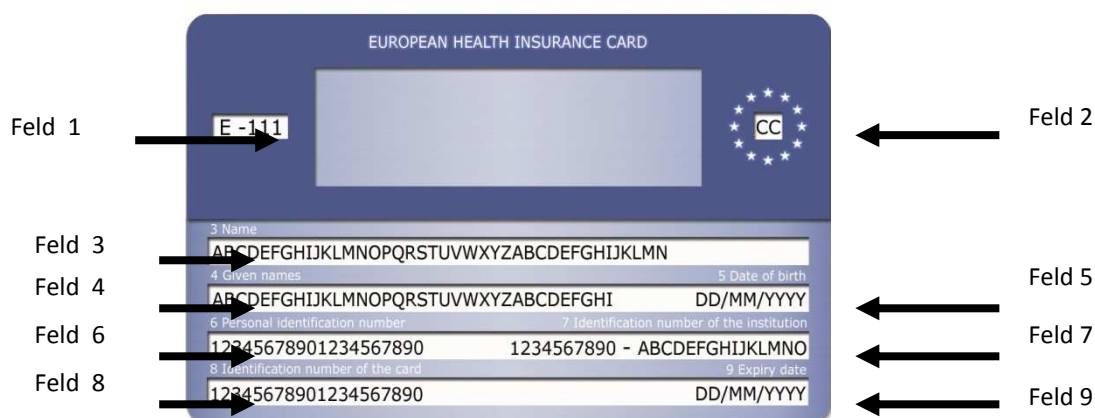 EUROPEAN HEALTH INSURANCE CARD
Feld 1 E -111 CC Feld 2
3 Name
Feld 3 ABCDEFGHIJKLMNOPQRSTUVWXYZABCDEFGHIJKLMN
4 Given names 5 Date of birth
Feld 4 ABCDEFGHIJKLMNOPQRSTUVWXYZABCDEFGHI DD/MM/YYYY Feld 5
6 Personal identification number 7 Identification number of the institution
Feld 6 12345678901234567890 1234567890 - ABCDEFGHIJKLMNO Feld 7
8 Identification number of the card 9 Expiry date
Feld 8 12345678901234567890 DD/MM/YYYY Feld 9